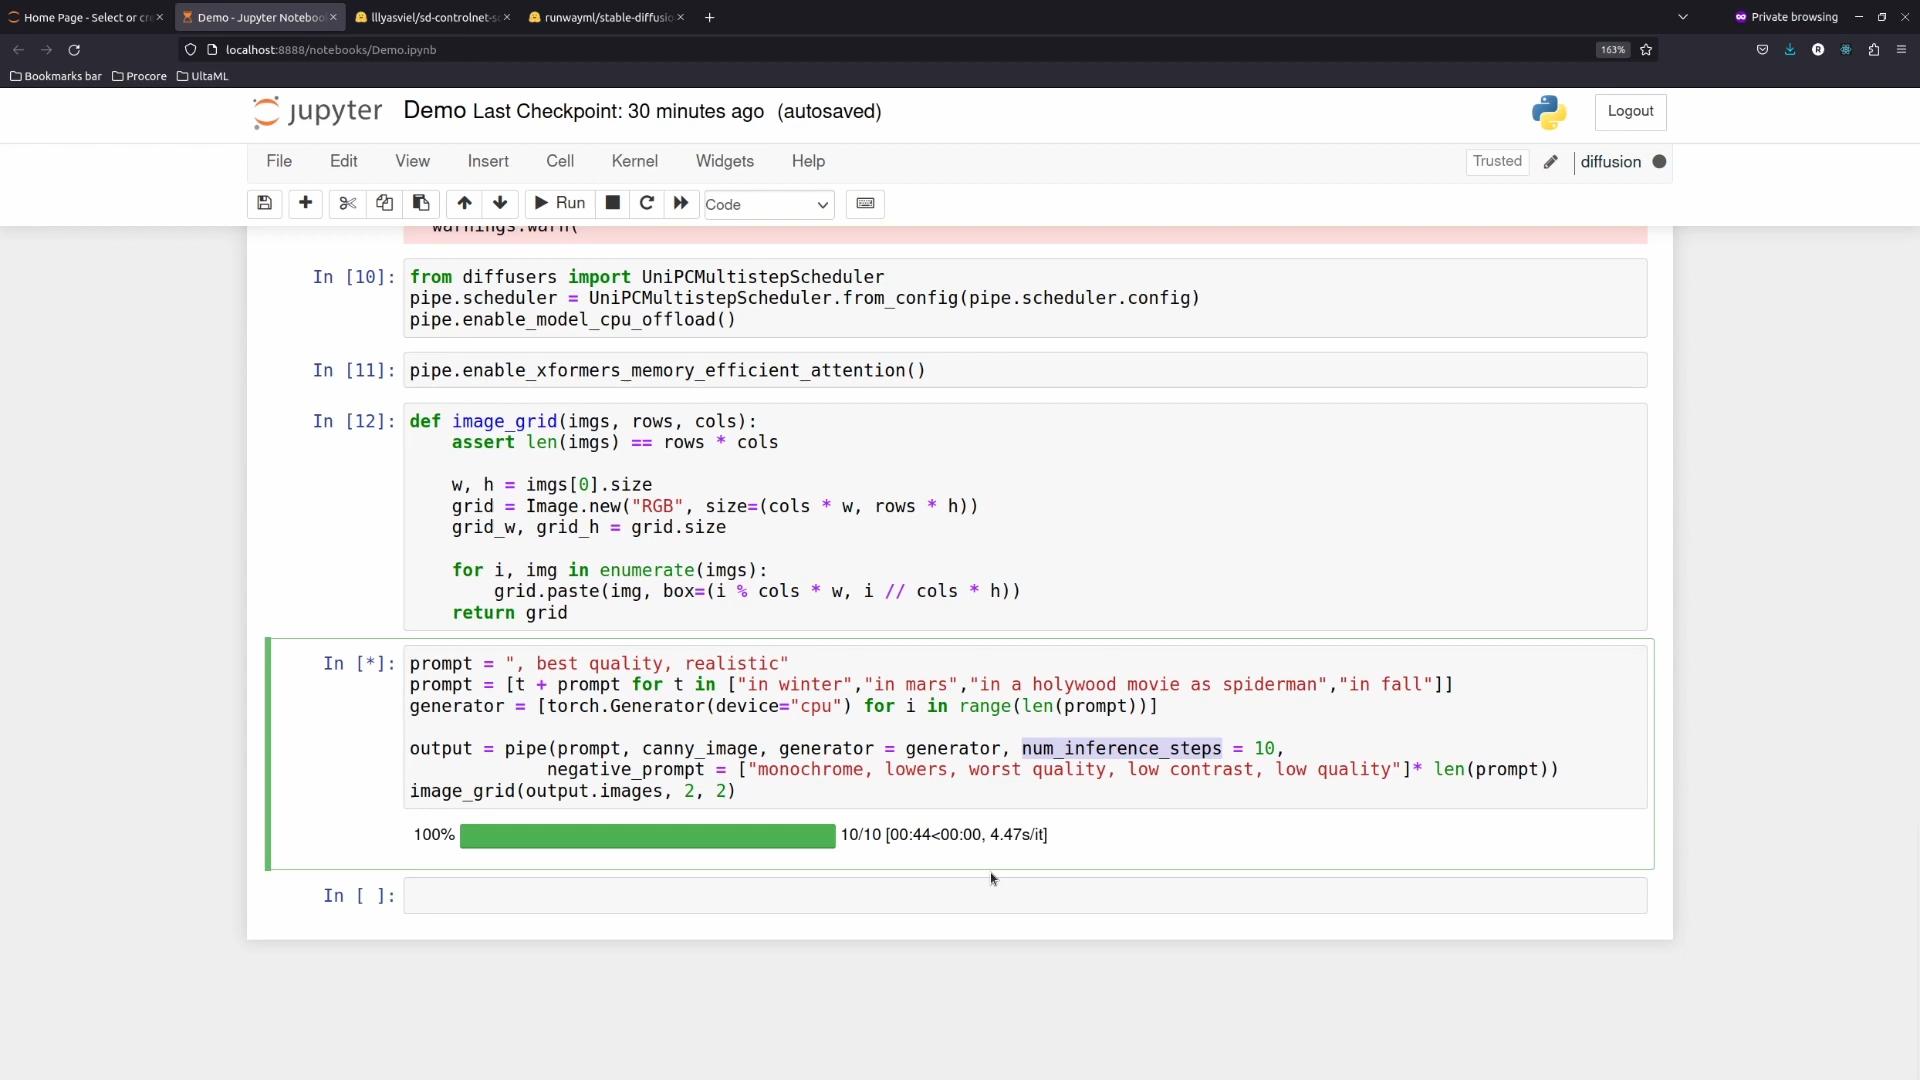 Home Page - Select or cre
Demo - Jupyter Notebook
lllyasviel/sd-controlnet-sc
runwayml/stable-diffusio
Private browsing
localhost:8888/notebooks/Demo.ipynb
163%
Bookmarks bar
Procore
UltaML
jupyter
Demo Last Checkpoint: 30 minutes ago (autosaved)
Logout
File Edit View Insert Cell Kernel Widgets Help
Trusted
diffusion
Run
Code
warnings.warn(
In [10]:
from diffusers import UniPCMultistepScheduler
pipe.scheduler = UniPCMultistepScheduler.from_config(pipe.scheduler.config)
pipe.enable_model_cpu_offload()
In [11]:
pipe.enable_xformers_memory_efficient_attention()
In [12]:
def image_grid(imgs, rows, cols):
    assert len(imgs) == rows * cols
    w, h = imgs[0].size
    grid = Image.new("RGB", size=(cols * w, rows * h))
    grid_w, grid_h = grid.size
    for i, img in enumerate(imgs):
        grid.paste(img, box=(i % cols * w, i // cols * h))
    return grid
In [*]:
prompt = ", best quality, realistic"
prompt = [t + prompt for t in ["in winter","in mars","in a holywood movie as spiderman","in fall"]]
generator = [torch.Generator(device="cpu") for i in range(len(prompt))]
output = pipe(prompt, canny_image, generator = generator, num_inference_steps = 10,
             negative_prompt = ["monochrome, lowers, worst quality, low contrast, low quality"]* len(prompt))
image_grid(output.images, 2, 2)
100%
10/10 [00:44<00:00, 4.47s/it]
In [ ]: